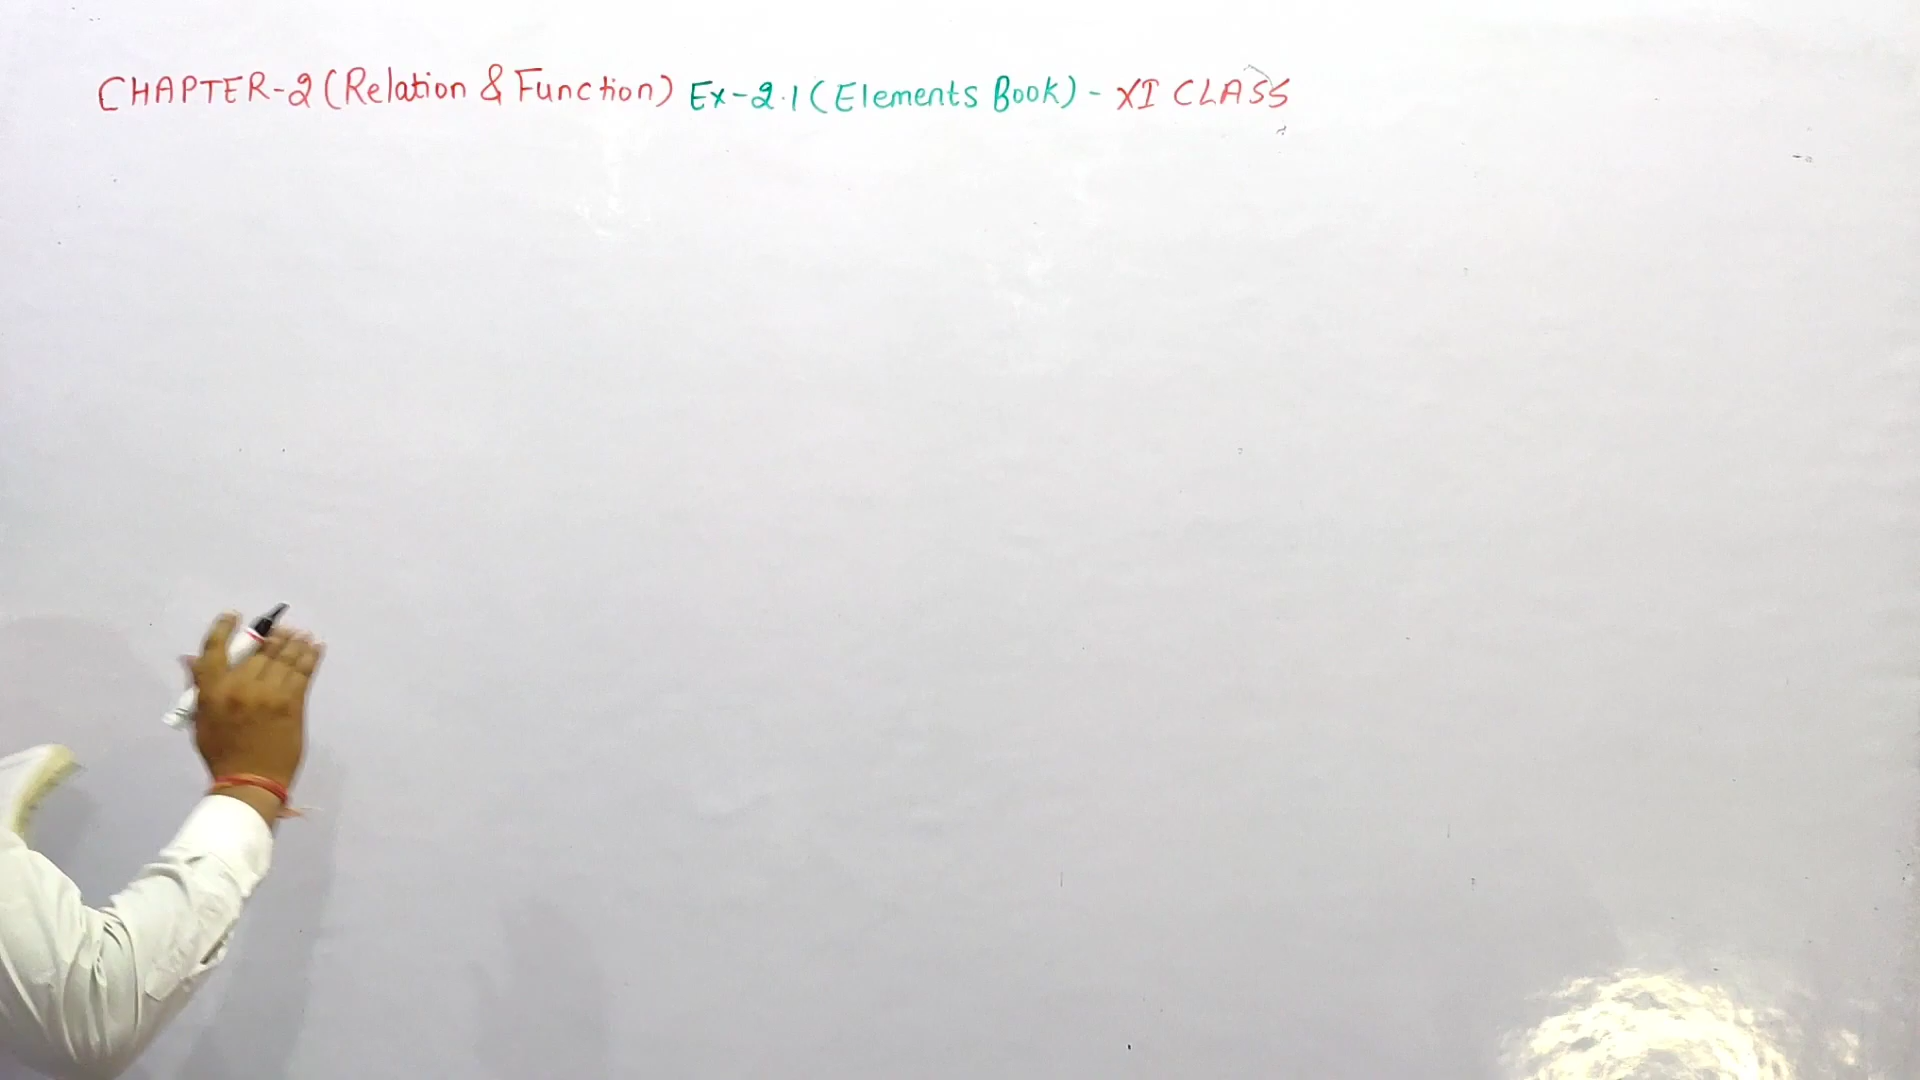 CHAPTER-2 (Relation & Function) Ex-2.1 (Elements Book) - XI CLASS